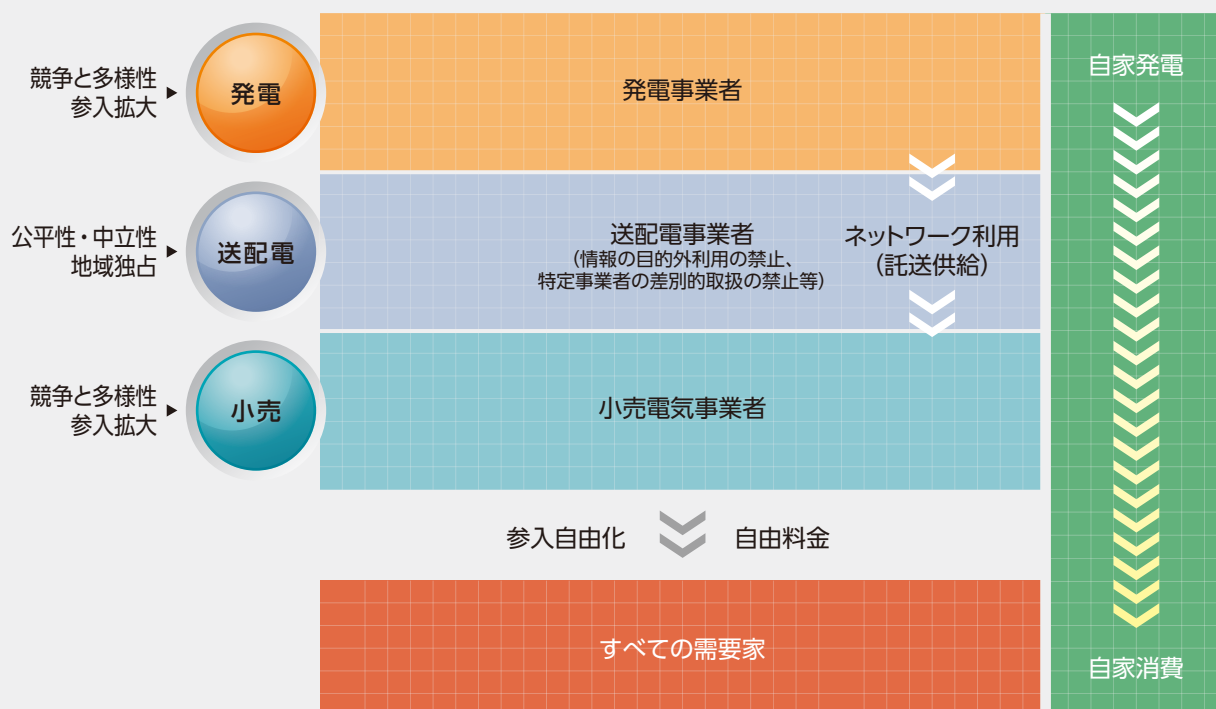 競争と多様性
参入拡大
発電
発電事業者
自家発電
公平性・中立性
地域独占
送配電
送配電事業者
(情報の目的外利用の禁止、
特定事業者の差別的取扱の禁止等)
ネットワーク利用
(託送供給)
競争と多様性
参入拡大
小売
小売電気事業者
参入自由化
自由料金
すべての需要家
自家消費